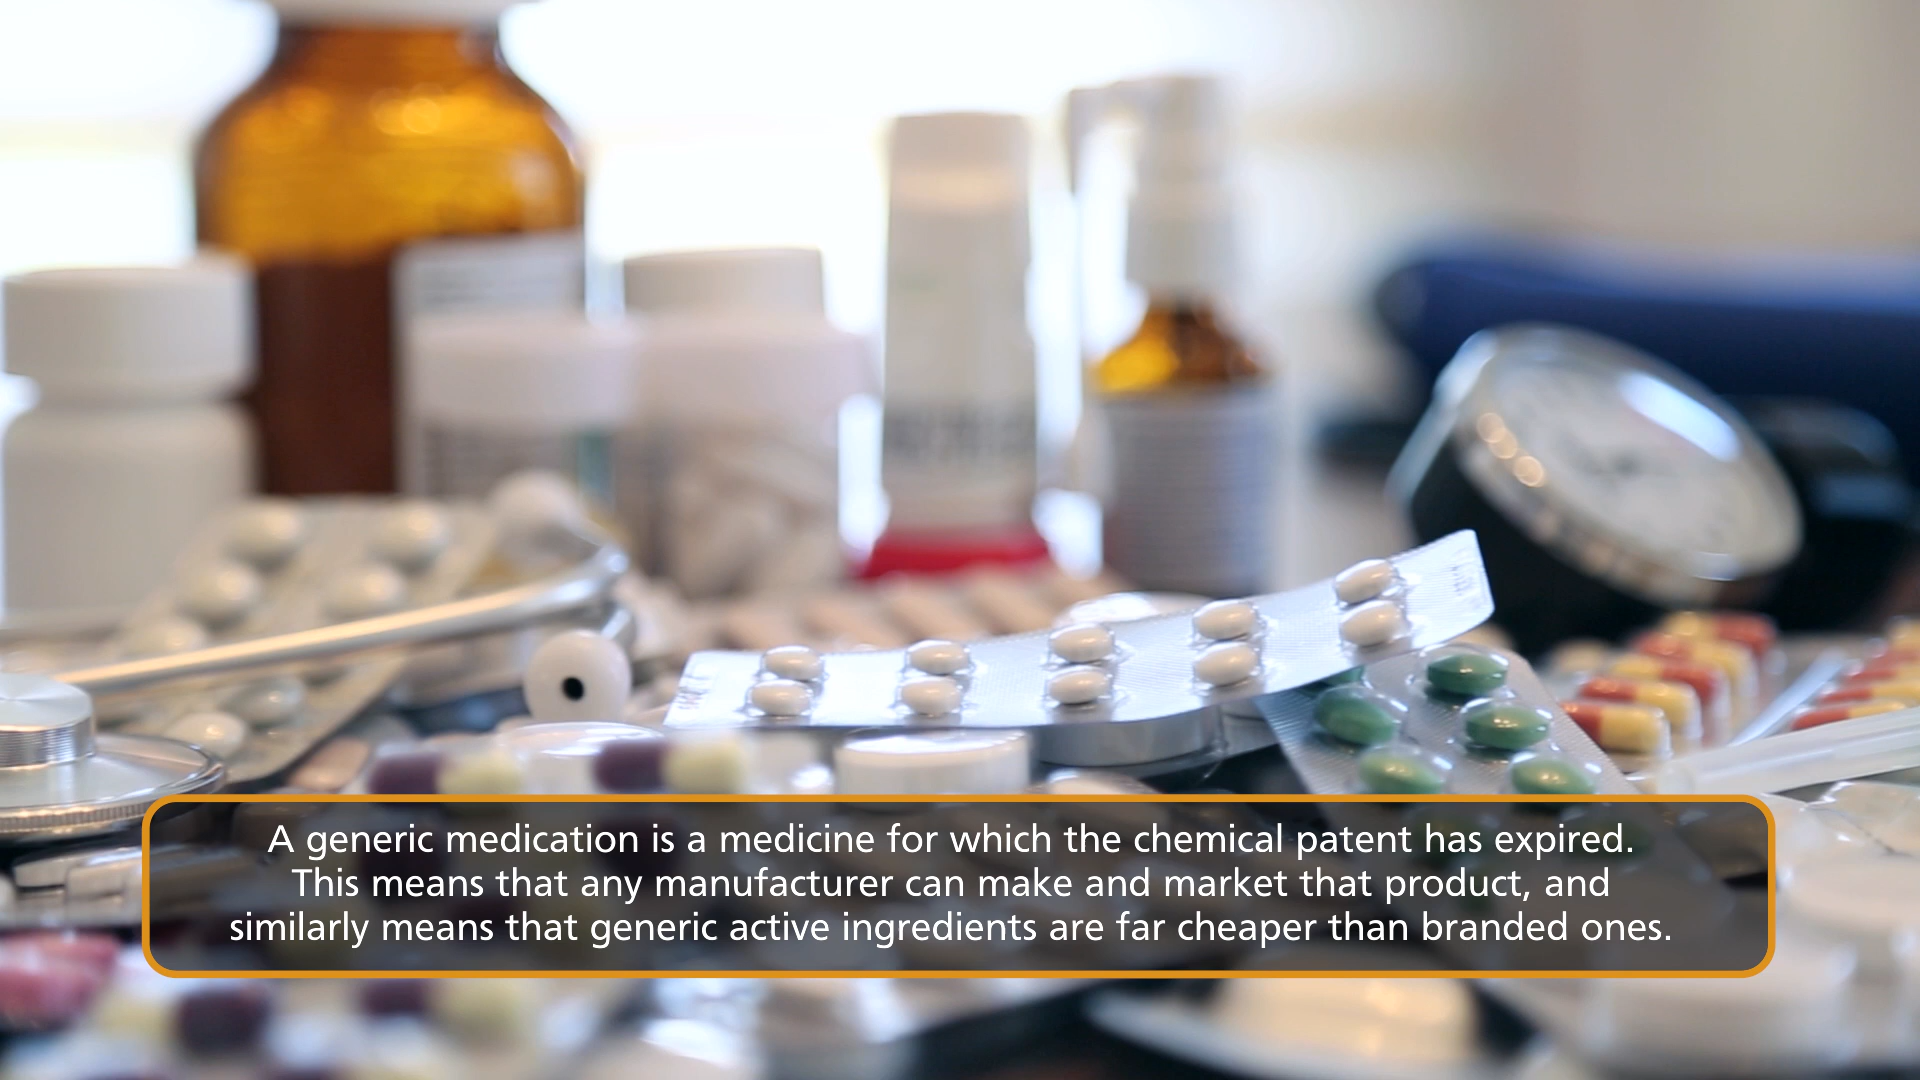 A generic medication is a medicine for which the chemical patent has expired.
This means that any manufacturer can make and market that product, and
similarly means that generic active ingredients are far cheaper than branded ones.